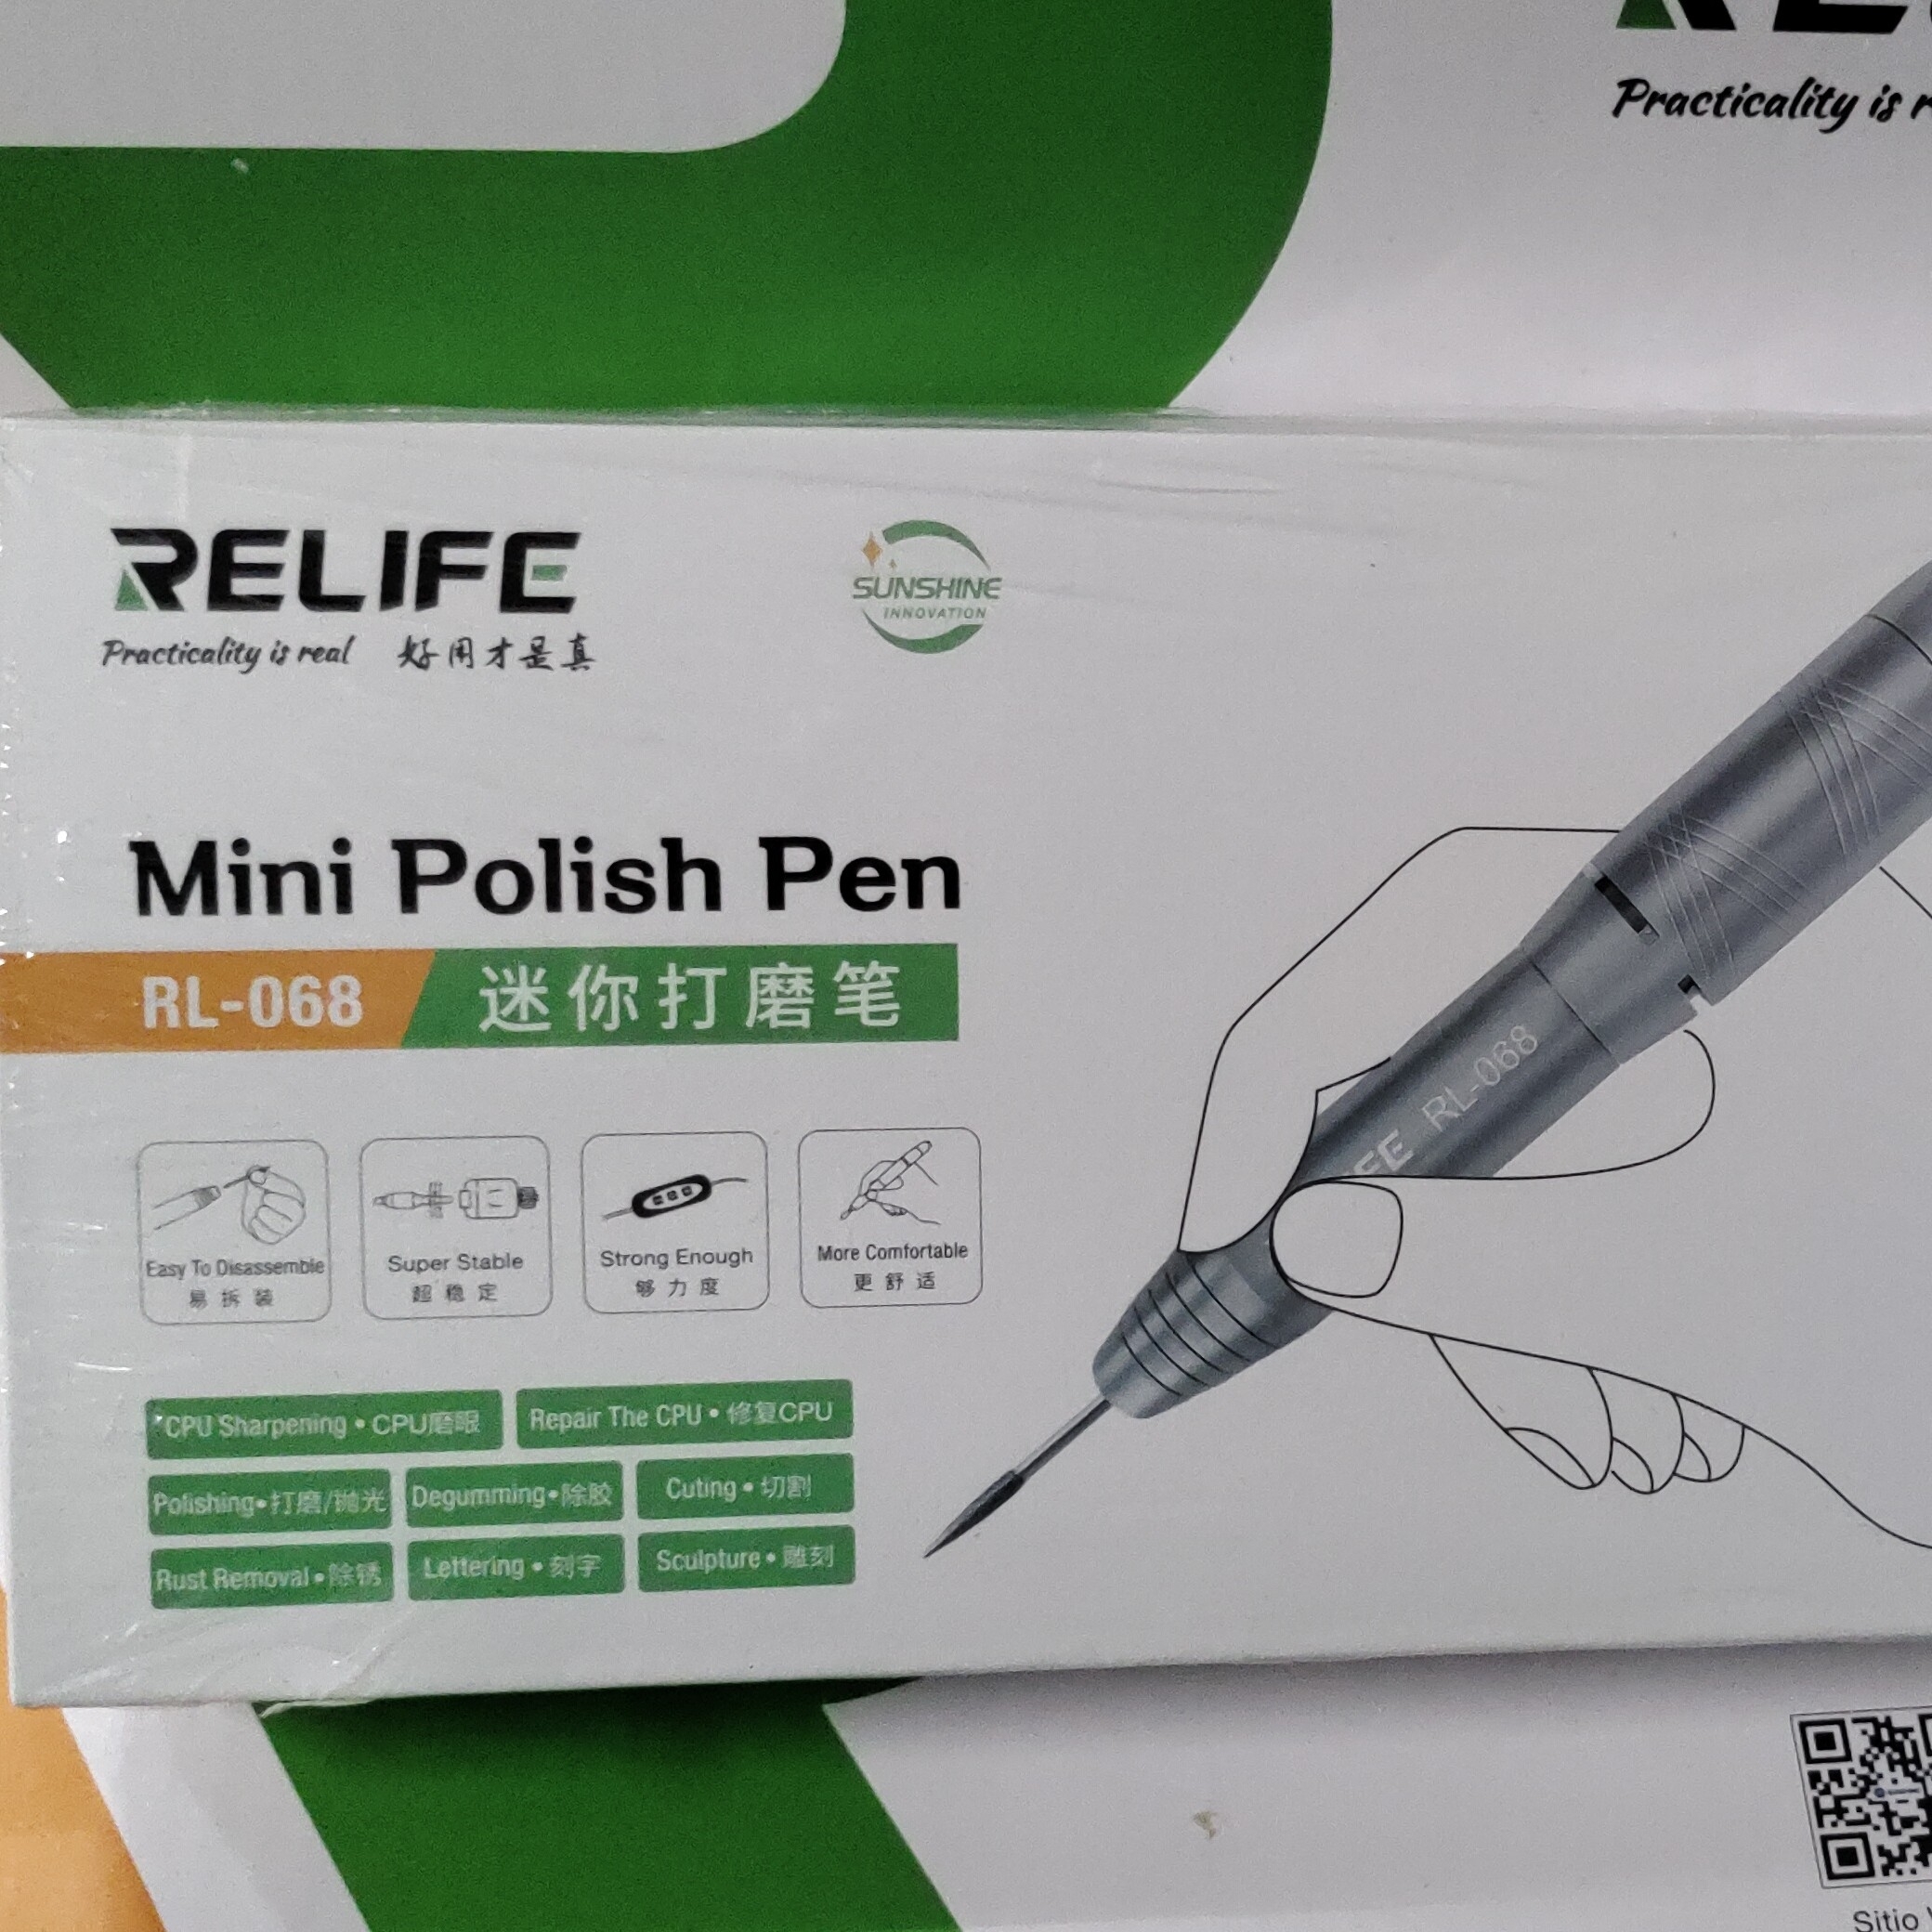 Practicality is
RELIFE
Practicality is real 好用才是真
SUNSHINE
INNOVATION
Mini Polish Pen
RL-068 迷你打磨笔
RL-068
FE
Easy To Disassemble
易拆装
Super Stable
超稳定
Strong Enough
够力度
More Comfortable
更舒适
CPU Sharpening • CPU磨眼
Repair The CPU • 修复CPU
Polishing • 打磨/抛光
Degumming • 除胶
Cuting • 切割
Rust Removal • 除锈
Lettering • 刻字
Sculpture • 雕刻
Sitio